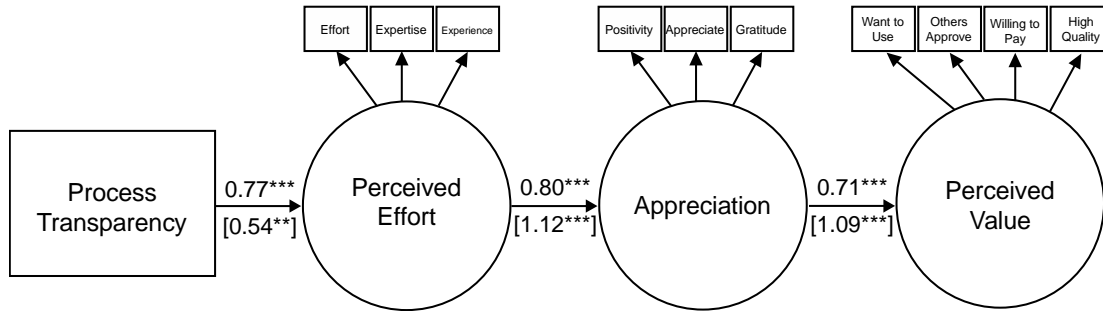 Effort
Expertise
Experience
Positivity
Appreciate
Gratitude
Want to
Use
Others
Approve
Willing to
Pay
High
Quality
Process
Transparency
0.77***
[0.54**]
Perceived
Effort
0.80***
[1.12***]
Appreciation
0.71***
[1.09***]
Perceived
Value